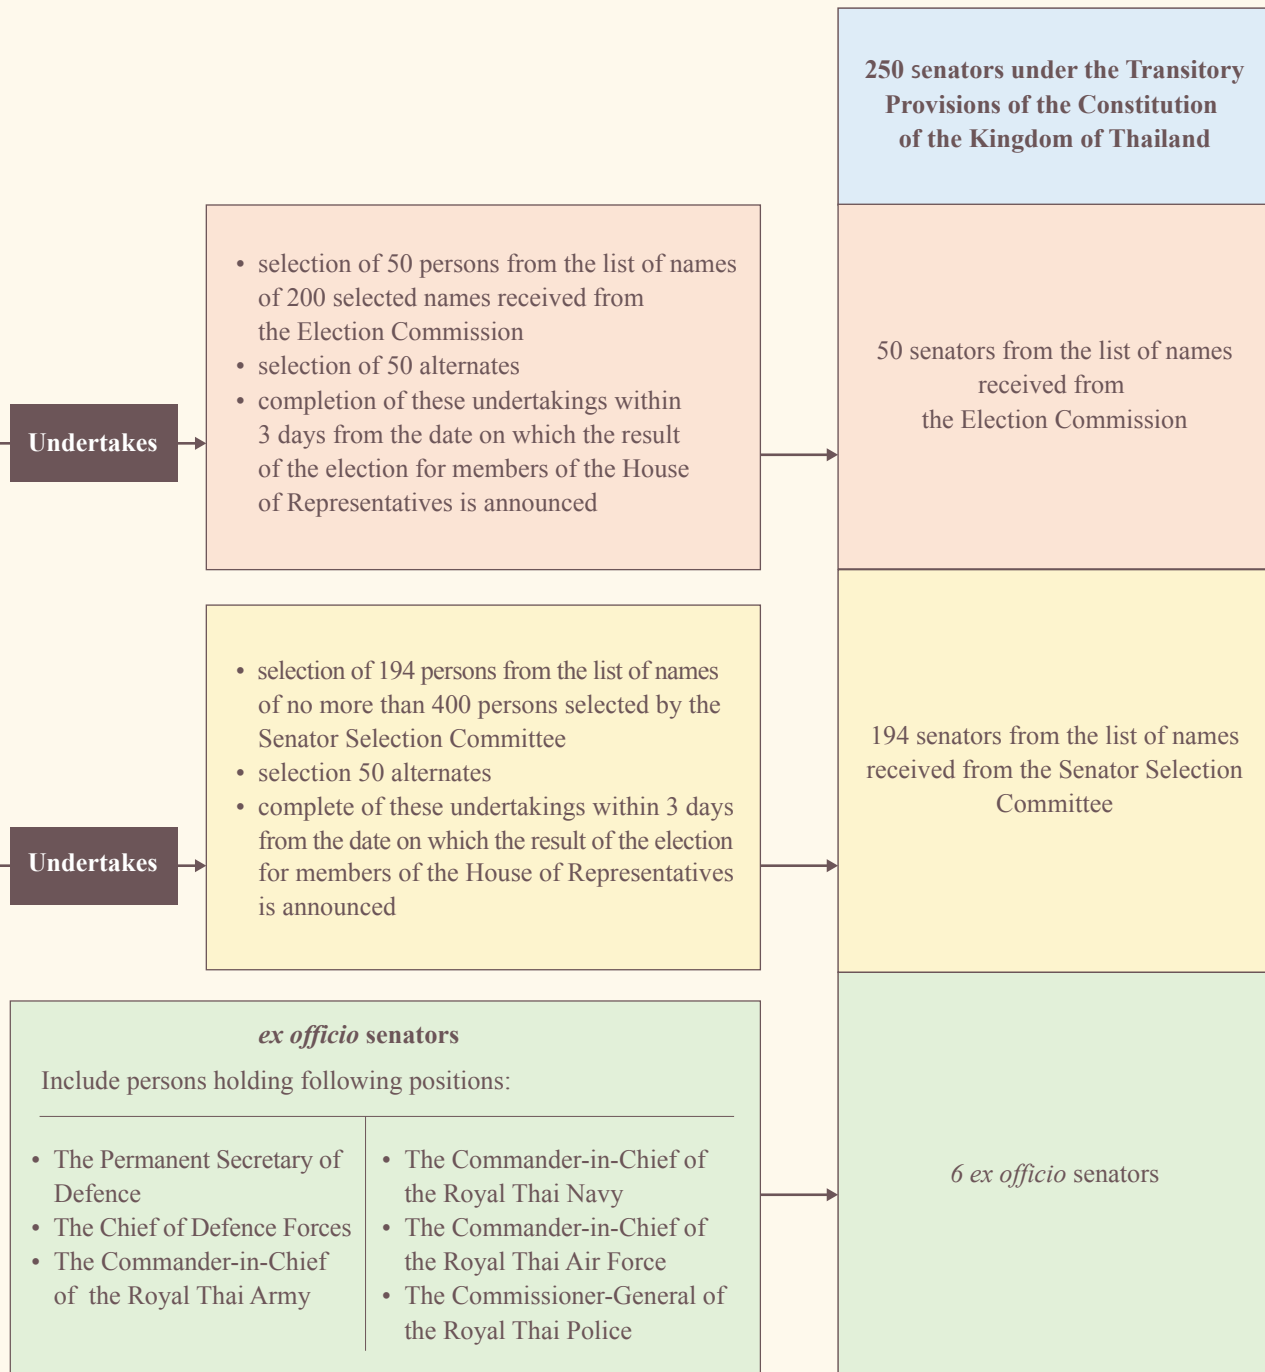 250 senators under the Transitory
Provisions of the Constitution
of the Kingdom of Thailand
• selection of 50 persons from the list of names
of 200 selected names received from
the Election Commission
• selection of 50 alternates
• completion of these undertakings within
3 days from the date on which the result
of the election for members of the House
of Representatives is announced
Undertakes
50 senators from the list of names
received from
the Election Commission
• selection of 194 persons from the list of names
of no more than 400 persons selected by the
Senator Selection Committee
• selection 50 alternates
• complete of these undertakings within 3 days
from the date on which the result of the election
for members of the House of Representatives
is announced
Undertakes
194 senators from the list of names
received from the Senator Selection
Committee
ex officio senators
Include persons holding following positions:
• The Permanent Secretary of
Defence
• The Chief of Defence Forces
• The Commander-in-Chief
of the Royal Thai Army
• The Commander-in-Chief of
the Royal Thai Navy
• The Commander-in-Chief of
the Royal Thai Air Force
• The Commissioner-General of
the Royal Thai Police
6 ex officio senators